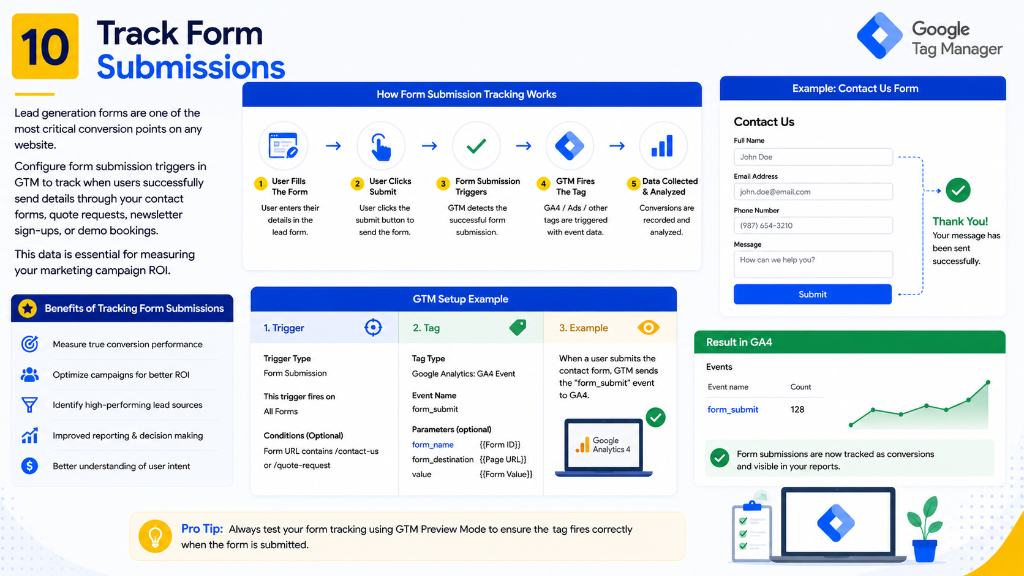 10
Track Form
Submissions
Google
Tag Manager
Lead generation forms are one of the
most critical conversion points on any
website.
Configure form submission triggers in
GTM to track when users successfully
send details through your contact
forms, quote requests, newsletter
sign-ups, or demo bookings.
This data is essential for measuring
your marketing campaign ROI.
Benefits of Tracking Form Submissions
Measure true conversion performance
Optimize campaigns for better ROI
Identify high-performing lead sources
Improved reporting & decision making
$
Better understanding of user intent
How Form Submission Tracking Works
1
User Fills
The Form
User enters their
details in the
lead form.
2
User Clicks
Submit
User clicks the
submit button to
send the form.
3
Form Submission
Triggers
GTM detects the
successful form
submission.
4
GTM Fires
The Tag
GA4 / Ads / other
tags are triggered
with event data.
5
Data Collected
& Analyzed
Conversions are
recorded and
analyzed.
GTM Setup Example
1. Trigger
Trigger Type
Form Submission
This trigger fires on
All Forms
Conditions (Optional)
Form URL contains /contact-us
or /quote-request
2. Tag
Tag Type
Google Analytics: GA4 Event
Event Name
form_submit
Parameters (optional)
form_name {{Form ID}}
form_destination {{Page URL}}
value {{Form Value}}
3. Example
When a user submits the
contact form, GTM sends
the "form_submit" event
to GA4.
Google
Analytics 4
Example: Contact Us Form
Contact Us
Full Name
John Doe
Email Address
john.doe@email.com
Phone Number
(987) 654-3210
Message
How can we help you?
Submit
Thank You!
Your message has
been sent
successfully.
Result in GA4
Events
Event name Count
form_submit 128
Form submissions are now tracked as conversions
and visible in your reports.
Pro Tip: Always test your form tracking using GTM Preview Mode to ensure the tag fires correctly
when the form is submitted.